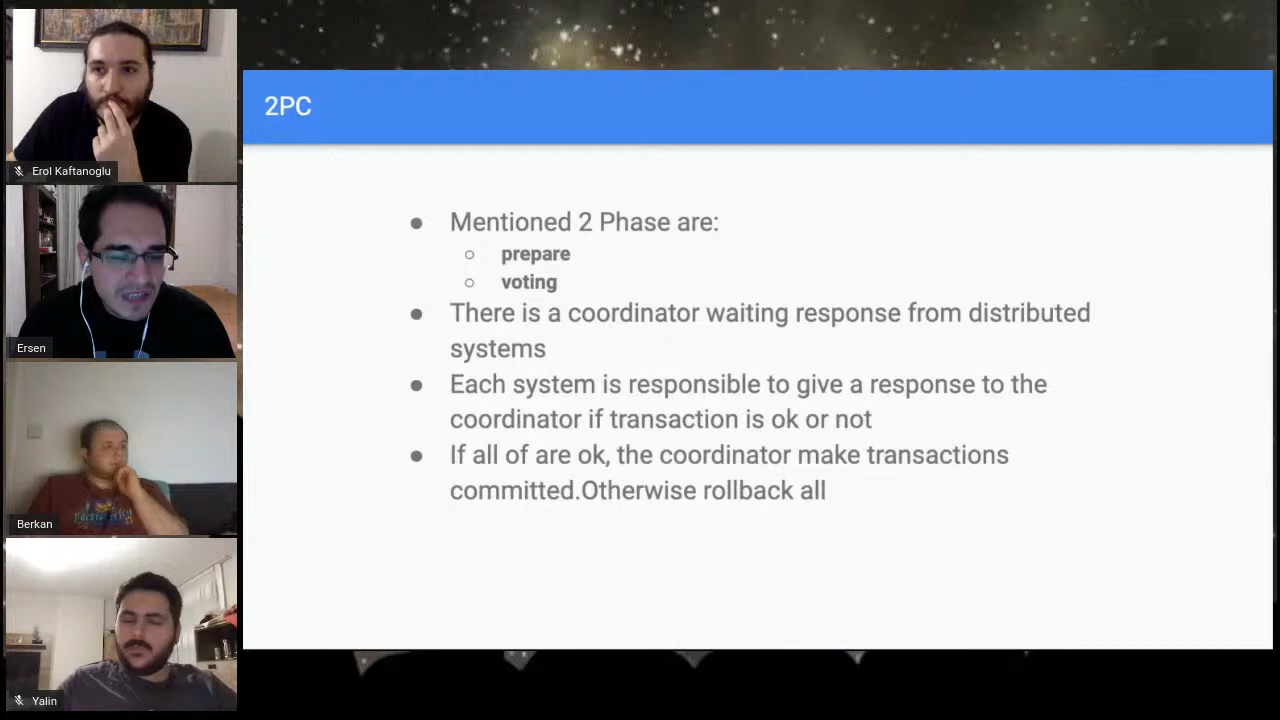 2PC
Mentioned 2 Phase are:
prepare
voting
There is a coordinator waiting response from distributed
systems
Each system is responsible to give a response to the
coordinator if transaction is ok or not
If all of are ok, the coordinator make transactions
committed.Otherwise rollback all
Erol Kaftanoglu
Ersen
Berkan
Yalin